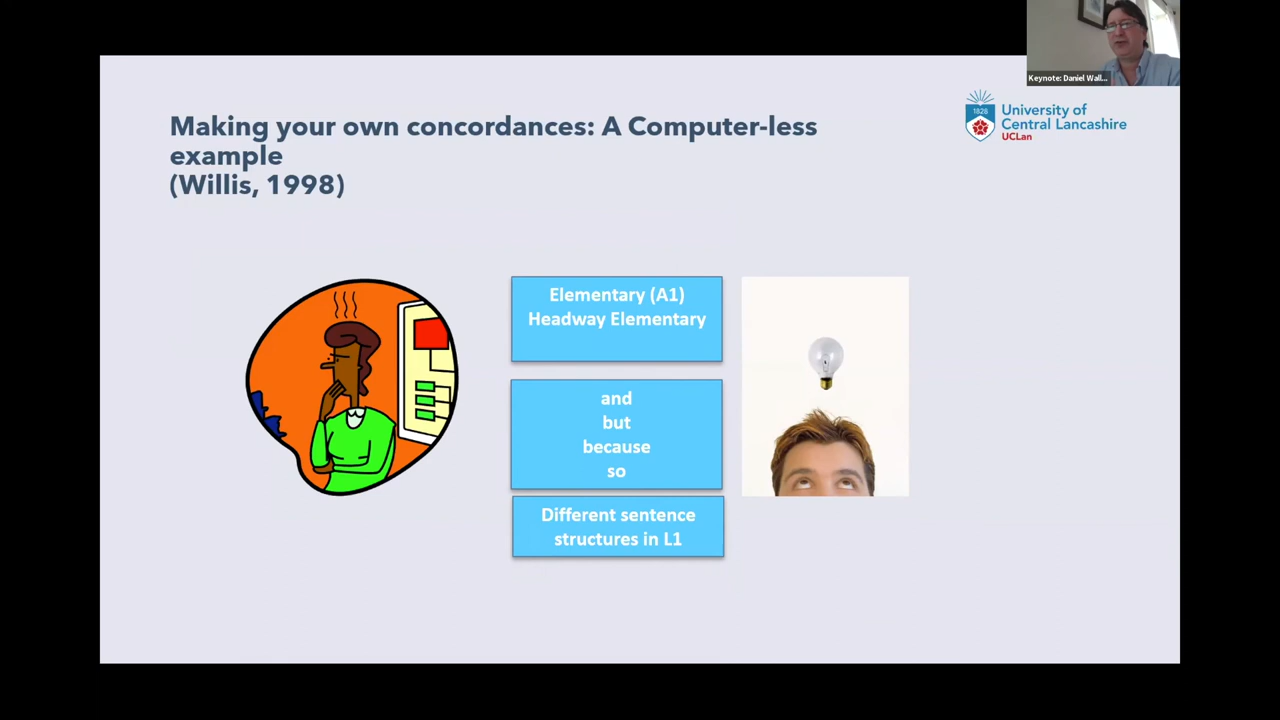 Keynote: Daniel Wall...
Making your own concordances: A Computer-less
example
(Willis, 1998)
1828
University of
Central Lancashire
UCLan
Elementary (A1)
Headway Elementary
and
but
because
so
Different sentence
structures in L1